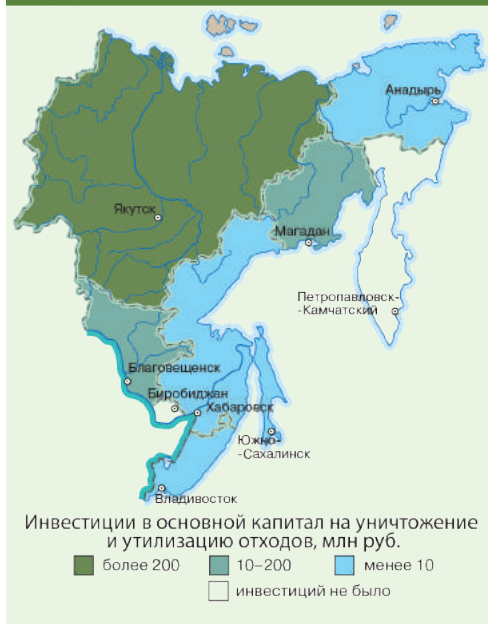 Анадырь
Якутск
Магадан
Петропавловск-
-Камчатский
Благовещенск
Биробиджан
Хабаровск
Южно-
-Сахалинск
Владивосток
Инвестиции в основной капитал на уничтожение
и утилизацию отходов, млн руб.
более 200 10–200 менее 10
инвестиций не было